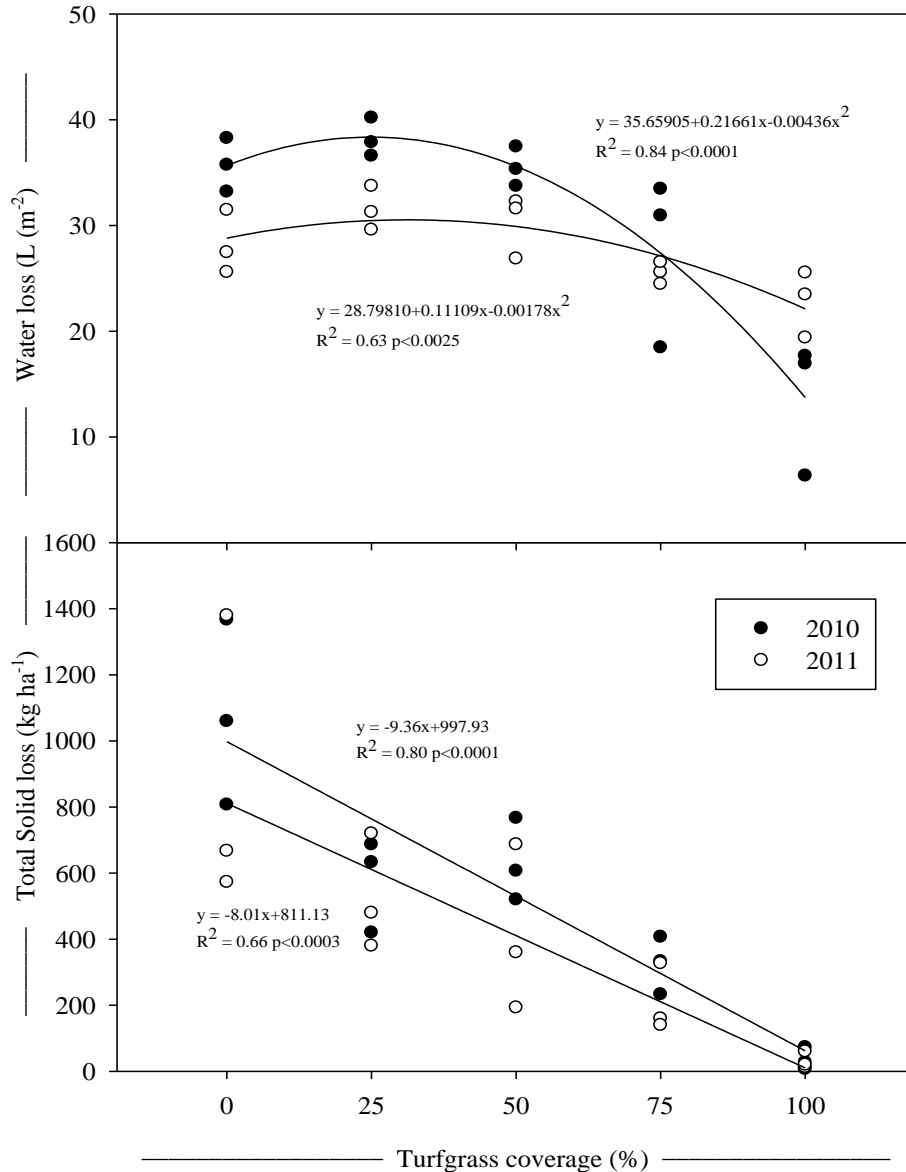 50
40
30
20
10
Water loss (L (m-2)
y = 35.65905+0.21661x-0.00436x2
R2 = 0.84 p<0.0001
y = 28.79810+0.11109x-0.00178x2
R2 = 0.63 p<0.0025
1600
1400
1200
1000
800
600
400
200
0
Total Solid loss (kg ha-1)
2010
2011
y = -9.36x+997.93
R2 = 0.80 p<0.0001
y = -8.01x+811.13
R2 = 0.66 p<0.0003
0 25 50 75 100
Turfgrass coverage (%)